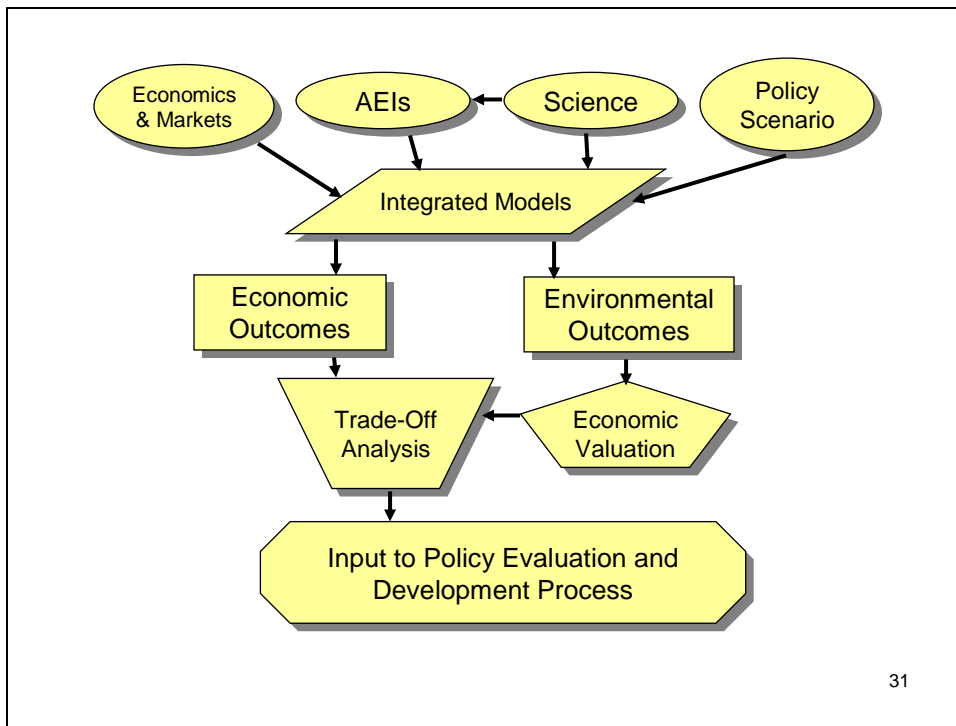 Economics
& Markets
AEIs
Science
Policy
Scenario
Integrated Models
Economic
Outcomes
Environmental
Outcomes
Trade-Off
Analysis
Economic
Valuation
Input to Policy Evaluation and
Development Process
31